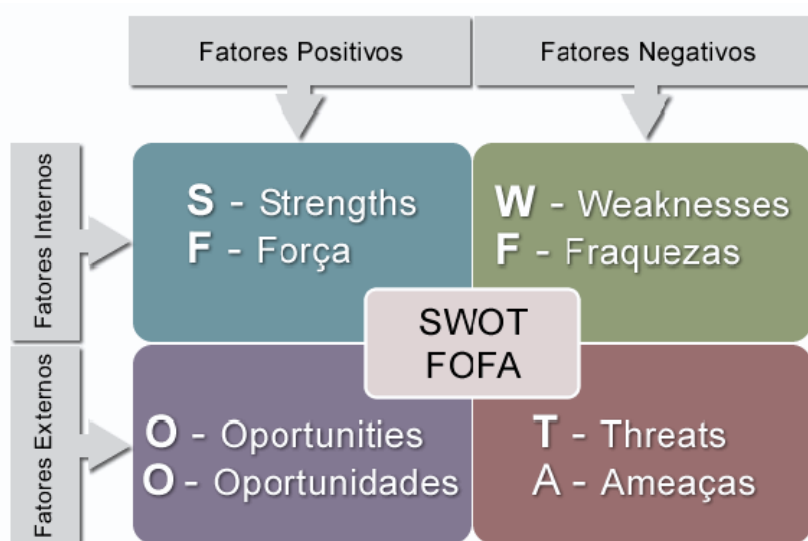 Fatores Positivos
Fatores Negativos
Fatores Internos
S - Strengths
F - Força
W - Weaknesses
F - Fraquezas
SWOT
FOFA
Fatores Externos
O - Oportunities
O - Oportunidades
T - Threats
A - Ameaças